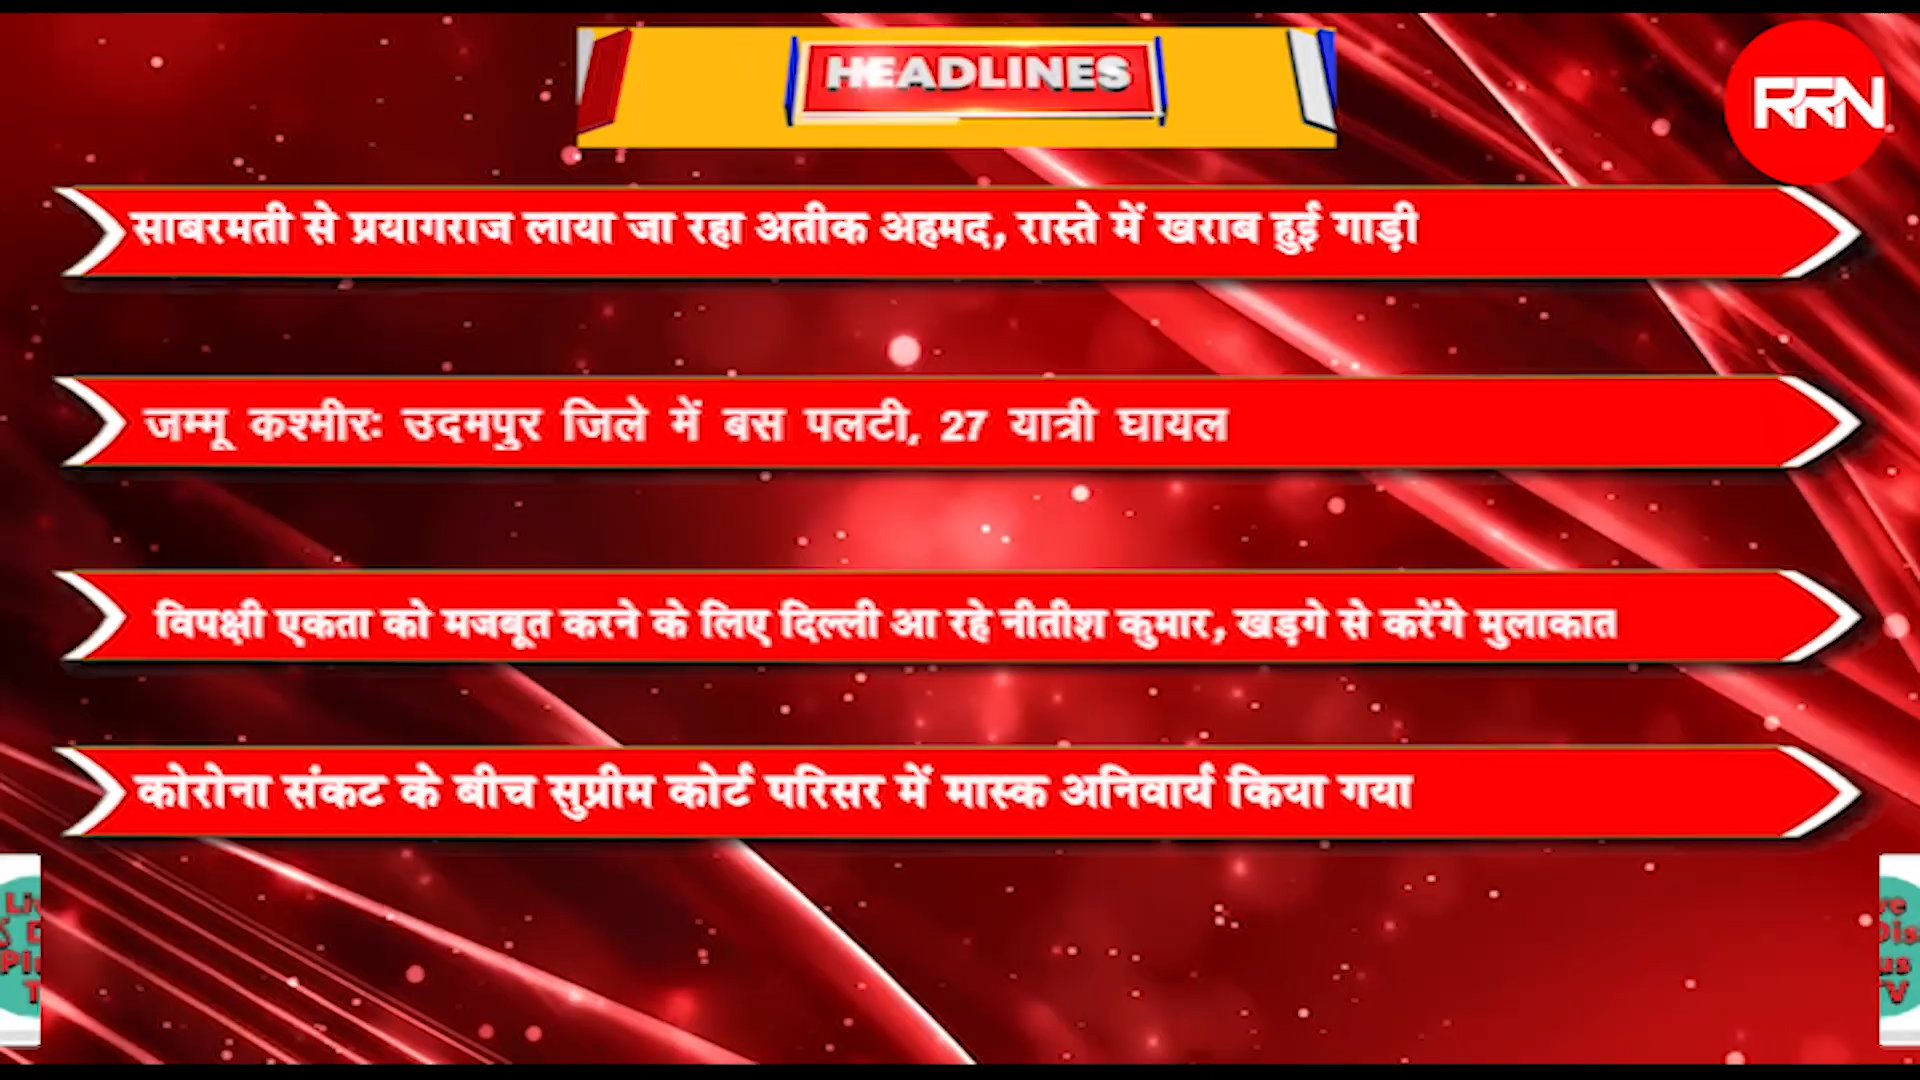 HEADLINES
RRN
साबरमती से प्रयागराज लाया जा रहा अतीक अहमद, रास्ते में खराब हुई गाड़ी
जम्मू कश्मीरः उदमपुर जिले में बस पलटी, 27 यात्री घायल
विपक्षी एकता को मजबूत करने के लिए दिल्ली आ रहे नीतीश कुमार, खड़गे से करेंगे मुलाकात
कोरोना संकट के बीच सुप्रीम कोर्ट परिसर में मास्क अनिवार्य किया गया